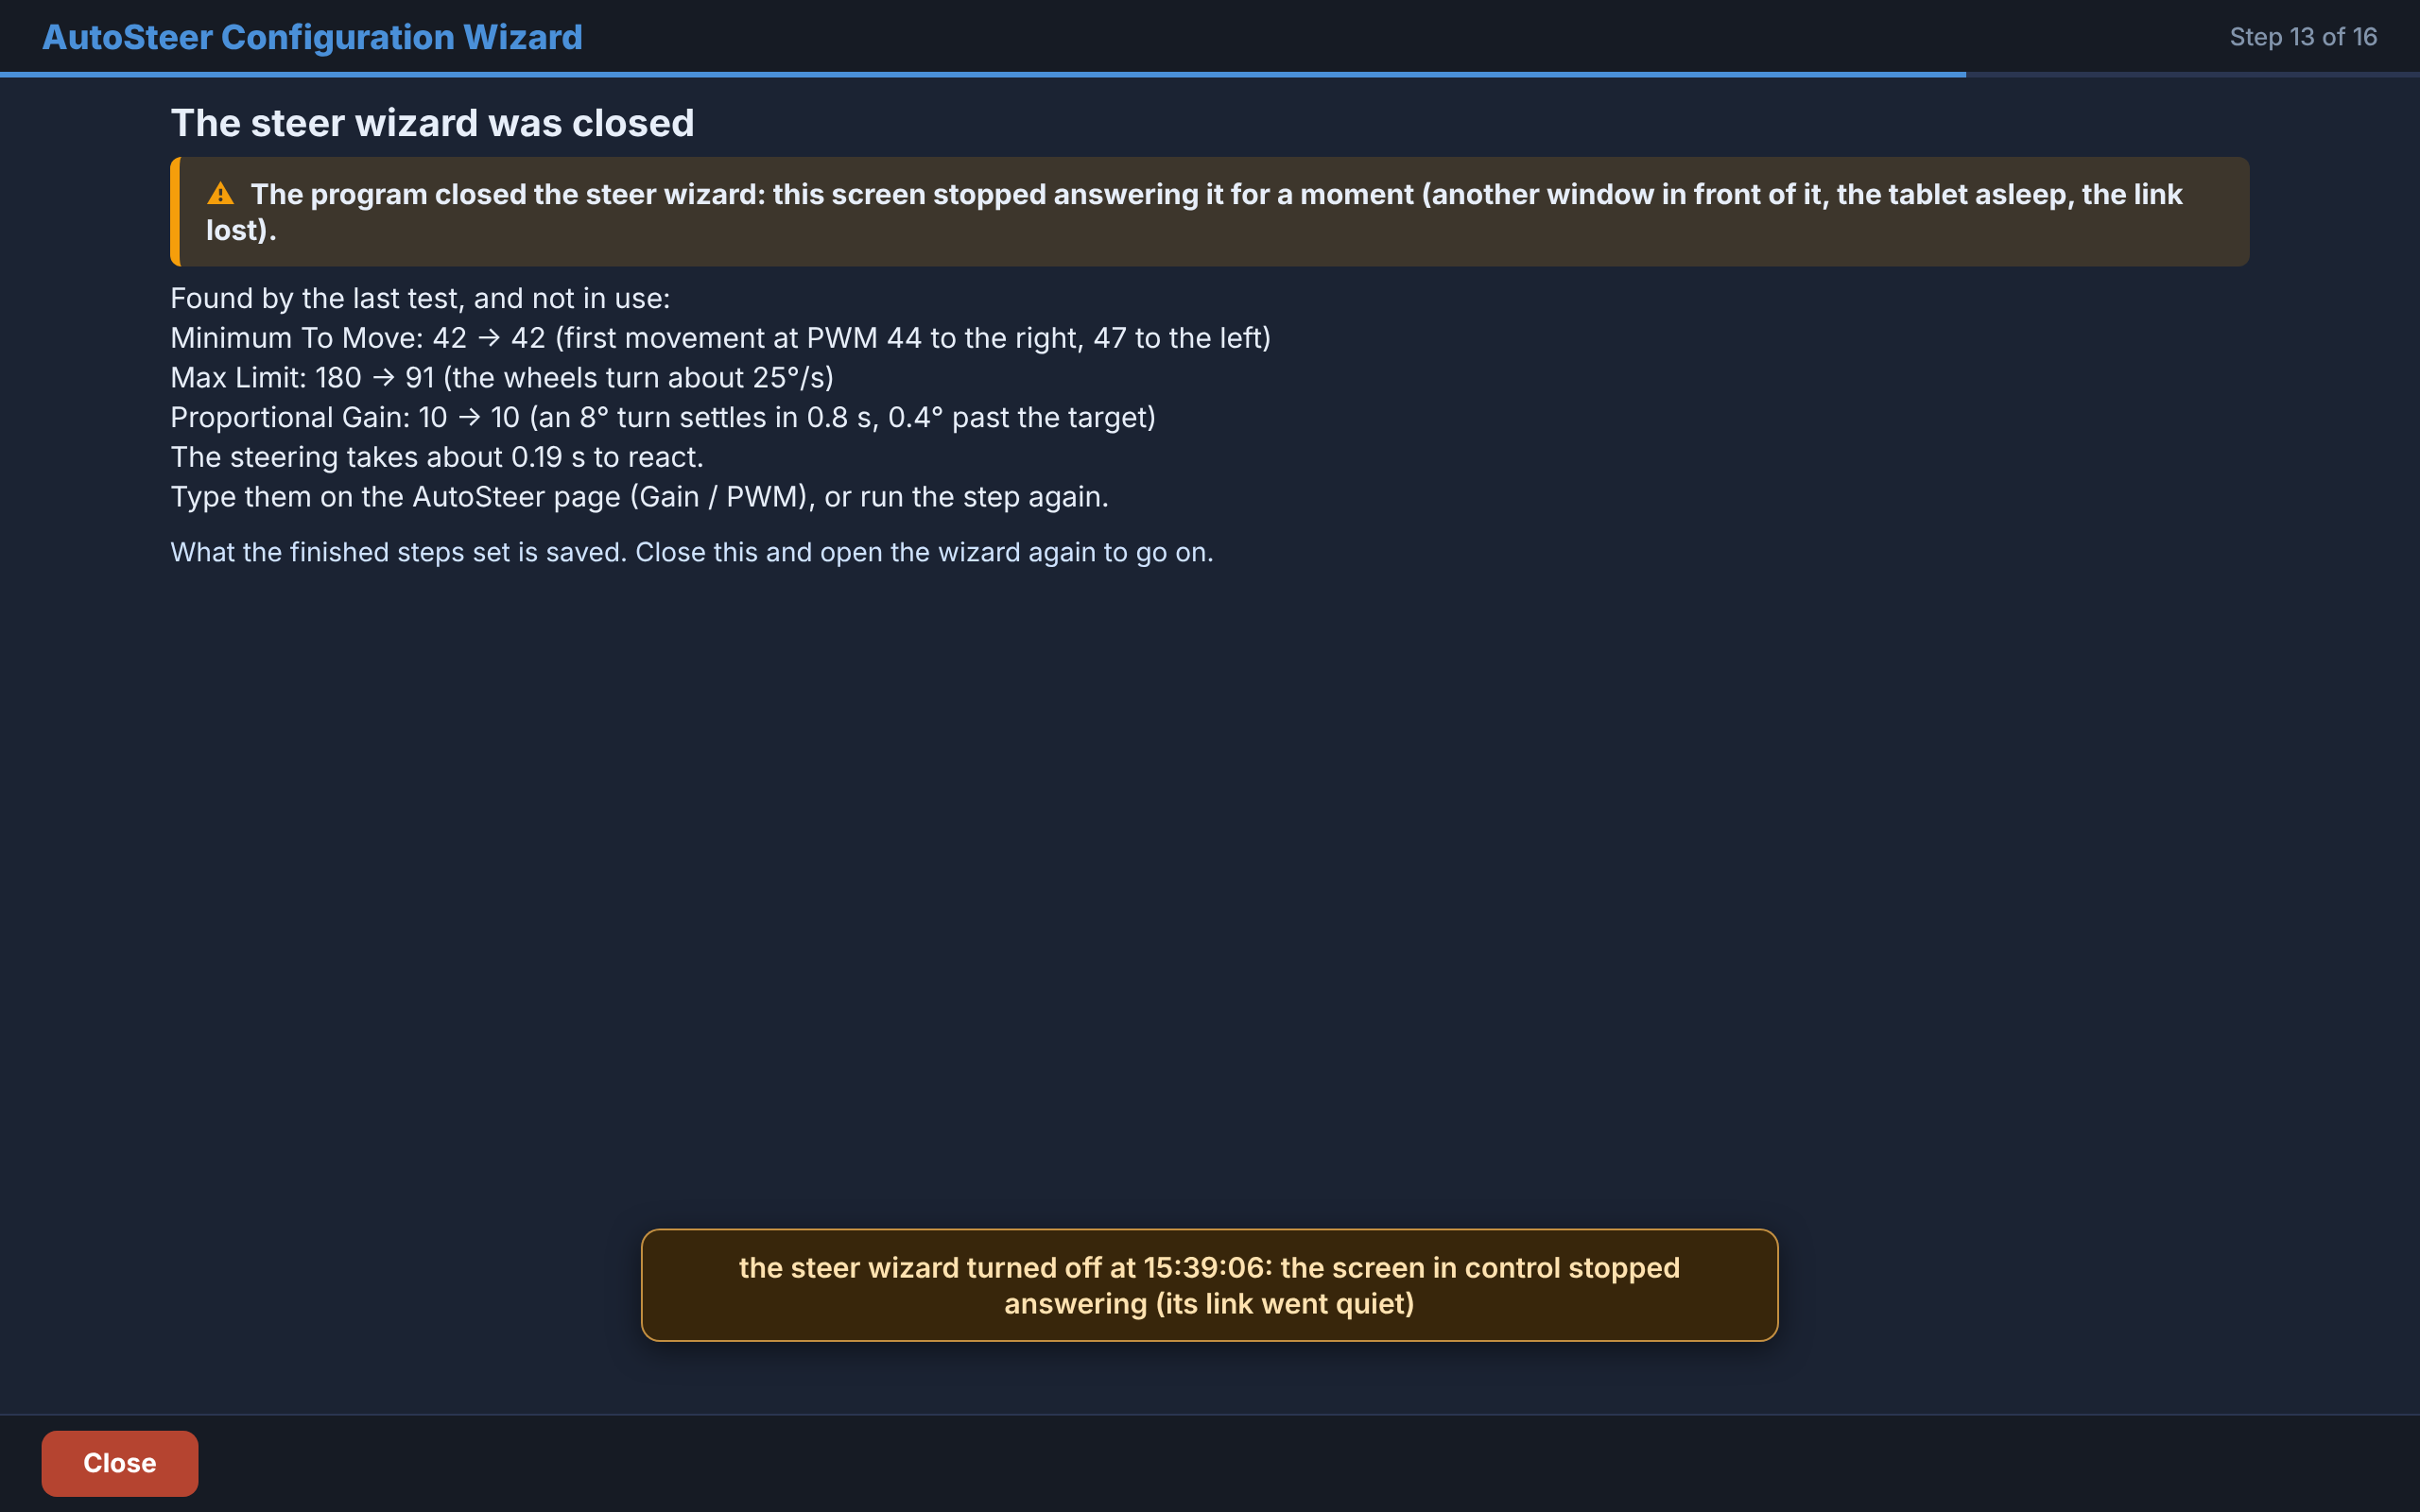 AutoSteer Configuration Wizard
Step 13 of 16
The steer wizard was closed
⚠ The program closed the steer wizard: this screen stopped answering it for a moment (another window in front of it, the tablet asleep, the link
lost).
Found by the last test, and not in use:
Minimum To Move: 42 → 42 (first movement at PWM 44 to the right, 47 to the left)
Max Limit: 180 → 91 (the wheels turn about 25°/s)
Proportional Gain: 10 → 10 (an 8° turn settles in 0.8 s, 0.4° past the target)
The steering takes about 0.19 s to react.
Type them on the AutoSteer page (Gain / PWM), or run the step again.
What the finished steps set is saved. Close this and open the wizard again to go on.
the steer wizard turned off at 15:39:06: the screen in control stopped
answering (its link went quiet)
Close